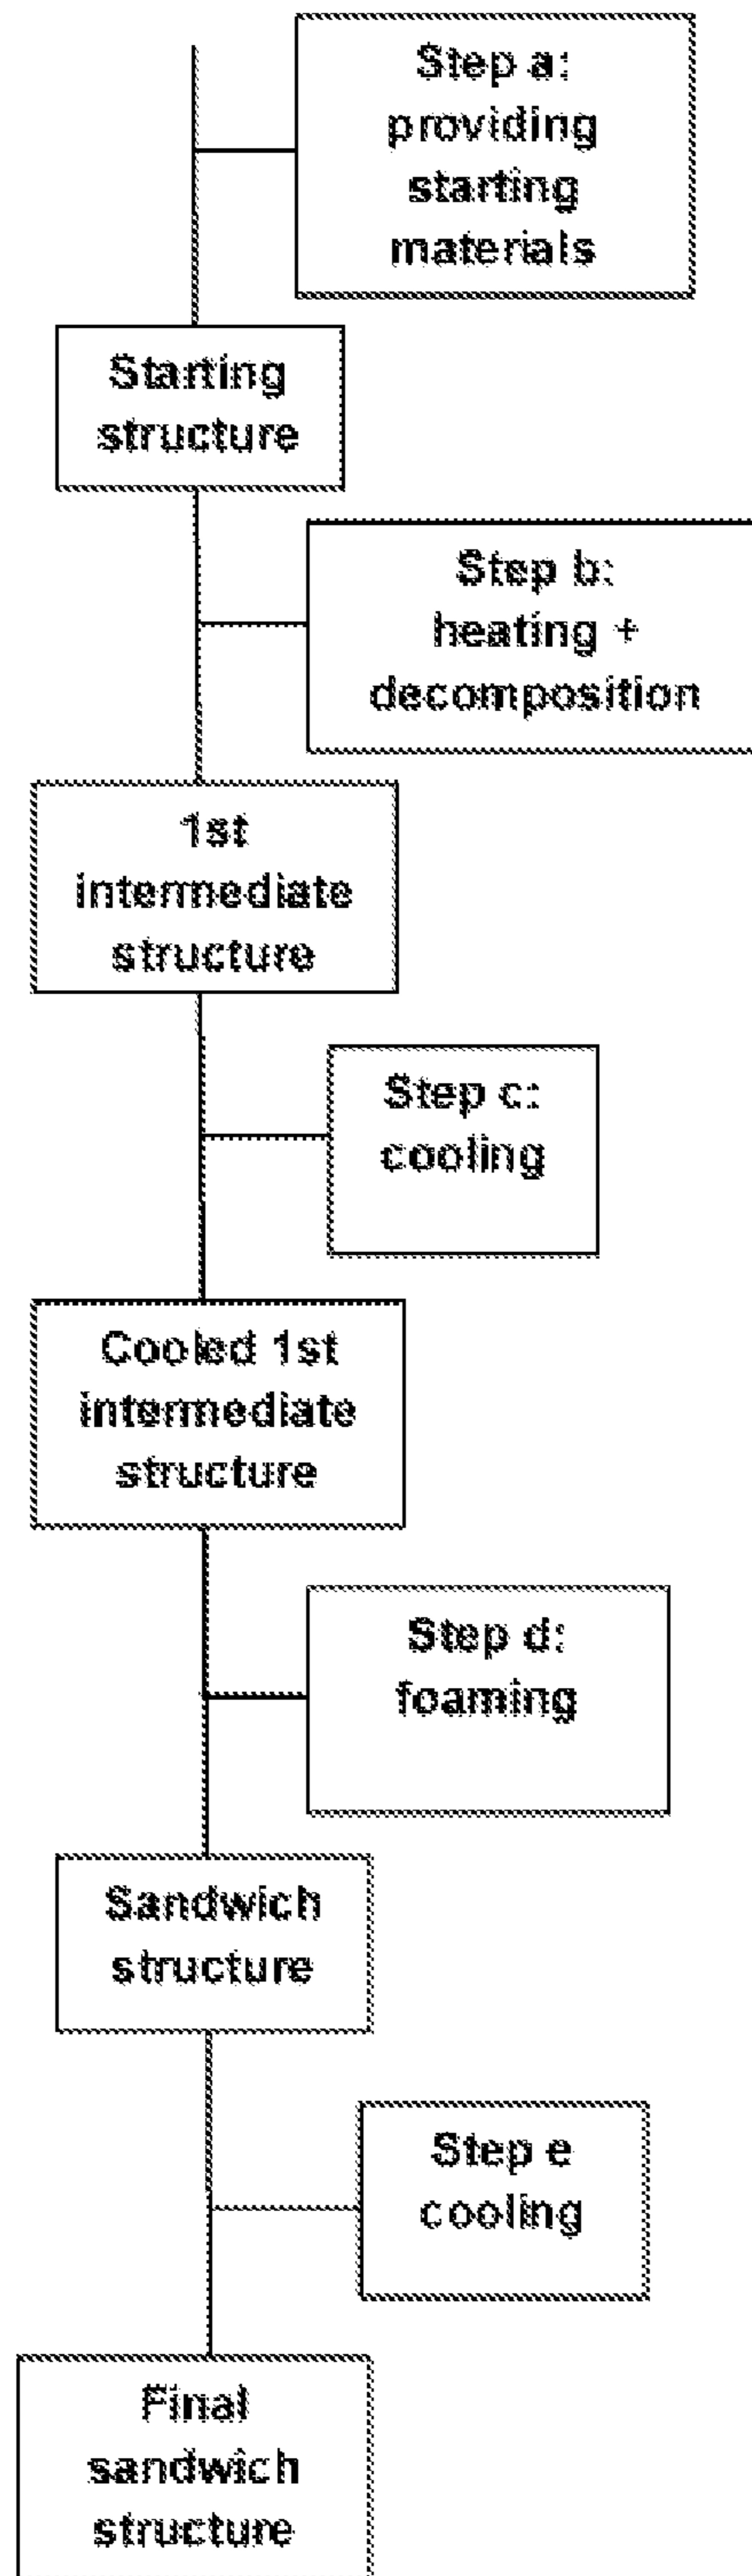 Step a:
providing
starting
materials
Starting
structure
Step b:
heating +
decomposition
1st
intermediate
structure
Step c:
cooling
Cooled 1st
intermediate
structure
Step d:
foaming
Sandwich
structure
Step e
cooling
Final
sandwich
structure